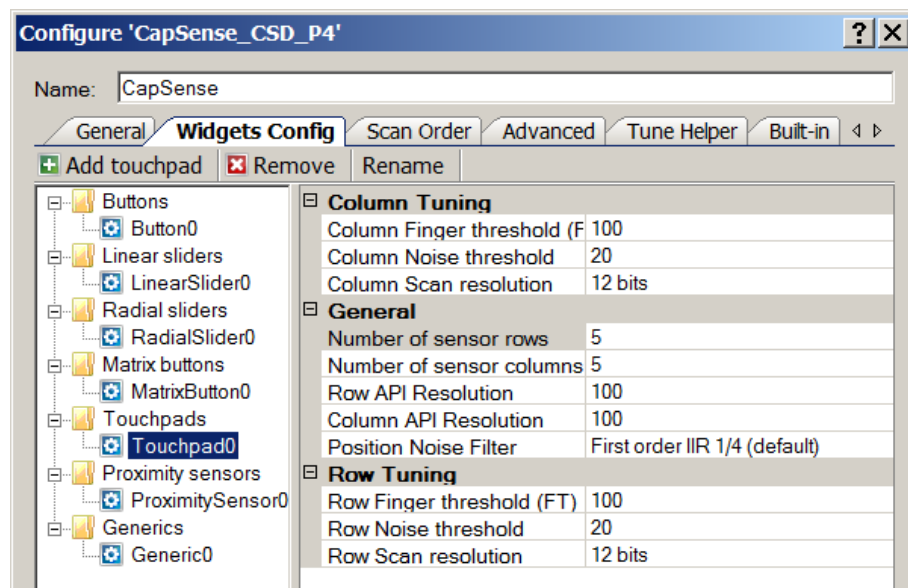 Configure 'CapSense_CSD_P4'
Name: CapSense
General Widgets Config Scan Order Advanced Tune Helper Built-in
Add touchpad Remove Rename
Buttons
Button0
Linear sliders
LinearSlider0
Radial sliders
RadialSlider0
Matrix buttons
MatrixButton0
Touchpads
Touchpad0
Proximity sensors
ProximitySensor0
Generics
Generic0
Column Tuning
Column Finger threshold (F 100
Column Noise threshold 20
Column Scan resolution 12 bits
General
Number of sensor rows 5
Number of sensor columns 5
Row API Resolution 100
Column API Resolution 100
Position Noise Filter First order IIR 1/4 (default)
Row Tuning
Row Finger threshold (FT) 100
Row Noise threshold 20
Row Scan resolution 12 bits